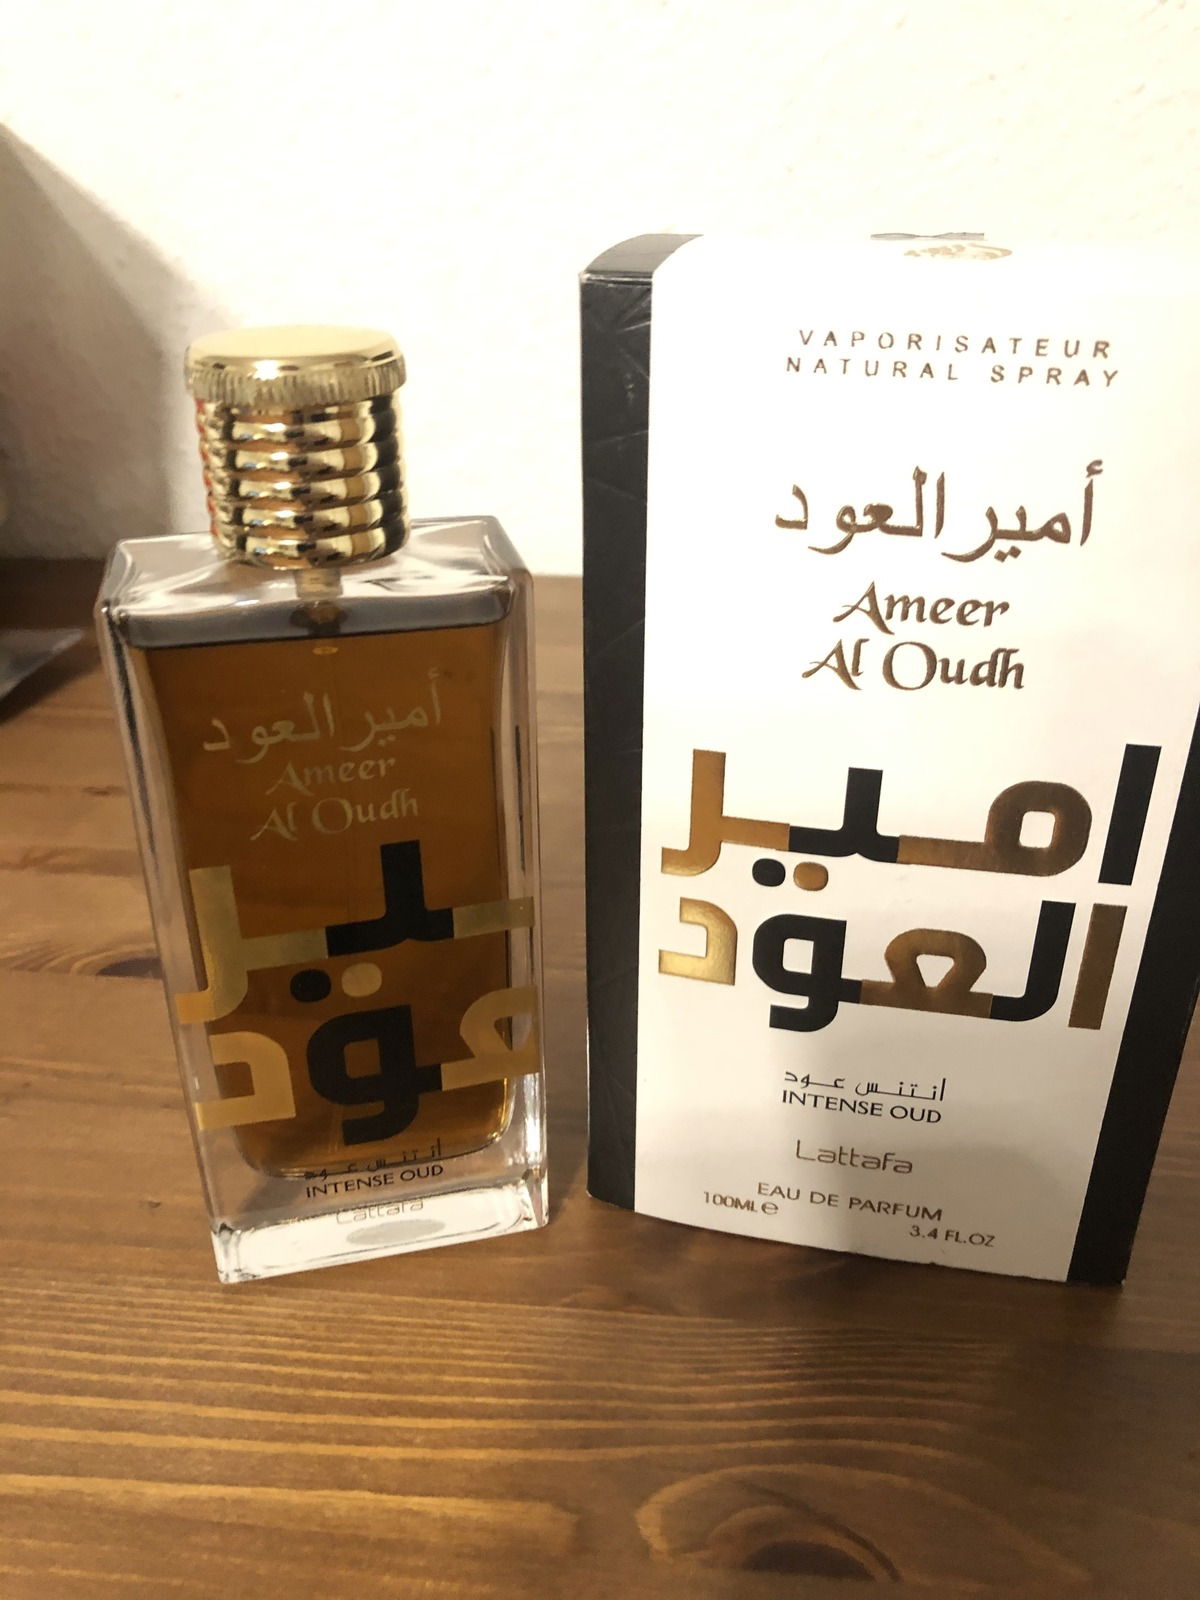 أمير العود
Ameer
Al Oudh
انتنس عود
INTENSE OUD
Lattafa
VAPORISATEUR
NATURAL SPRAY
أمير العود
Ameer
Al Oudh
امير
العود
انتنس عود
INTENSE OUD
Lattafa
EAU DE PARFUM
100ML e
3.4 FL.OZ